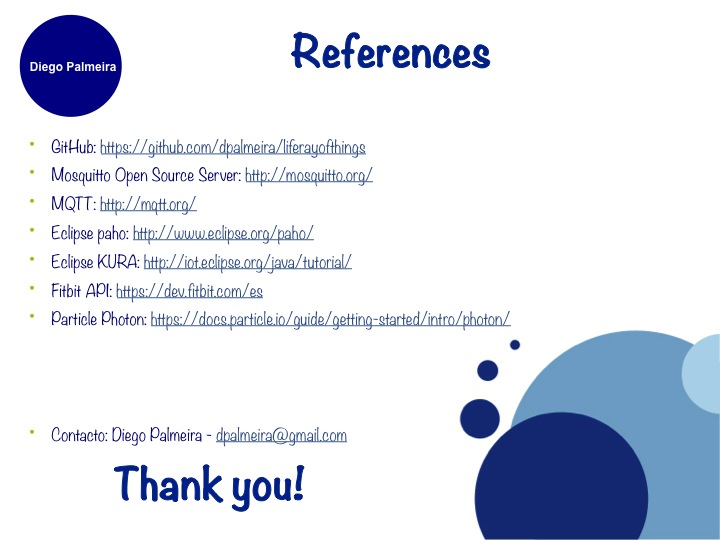 Diego Palmeira
References
• GitHub: https://github.com/dpalmeira/liferayofthings
• Mosquitto Open Source Server: http://mosquitto.org/
• MQTT: http://mqtt.org/
• Eclipse paho: http://www.eclipse.org/paho/
• Eclipse KURA: http://iot.eclipse.org/java/tutorial/
• Fitbit API: https://dev.fitbit.com/es
• Particle Photon: https://docs.particle.io/guide/getting-started/intro/photon/
• Contacto: Diego Palmeira - dpalmeira@gmail.com
Thank you!